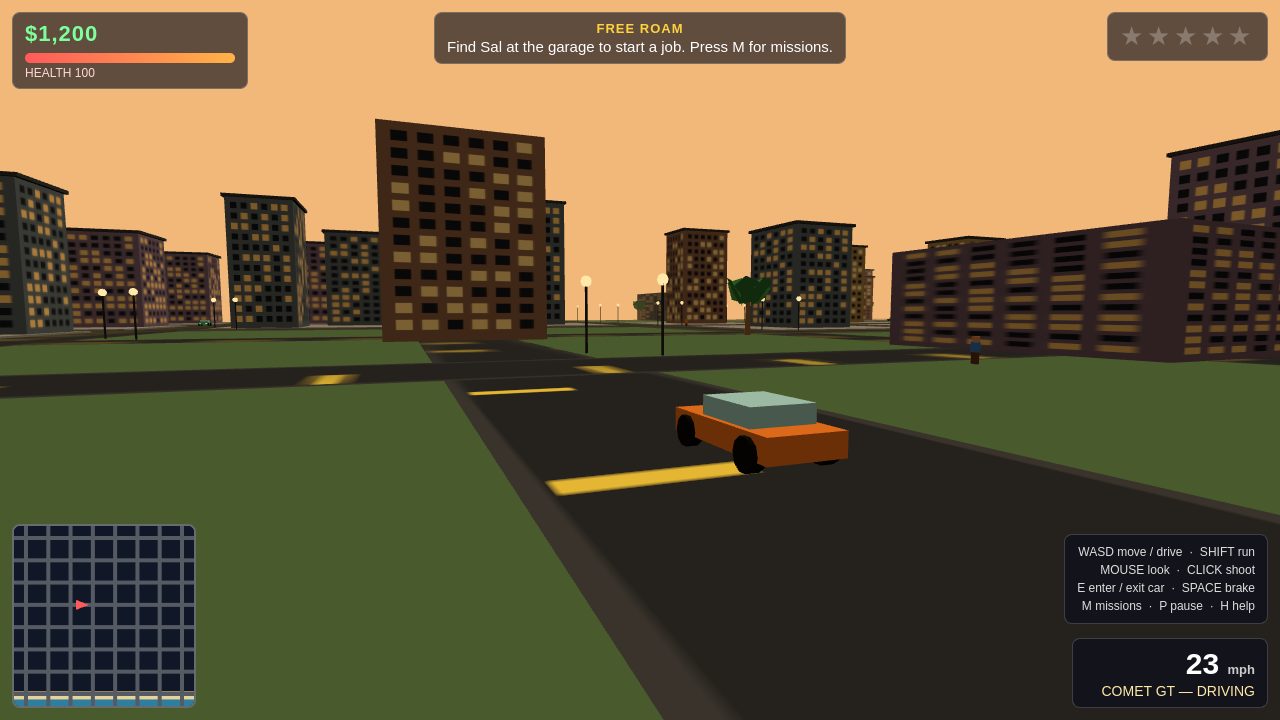 $1,200
HEALTH 100
FREE ROAM
Find Sal at the garage to start a job. Press M for missions.
★★★★★
WASD move / drive · SHIFT run
MOUSE look · CLICK shoot
E enter / exit car · SPACE brake
M missions · P pause · H help
23 mph
COMET GT — DRIVING